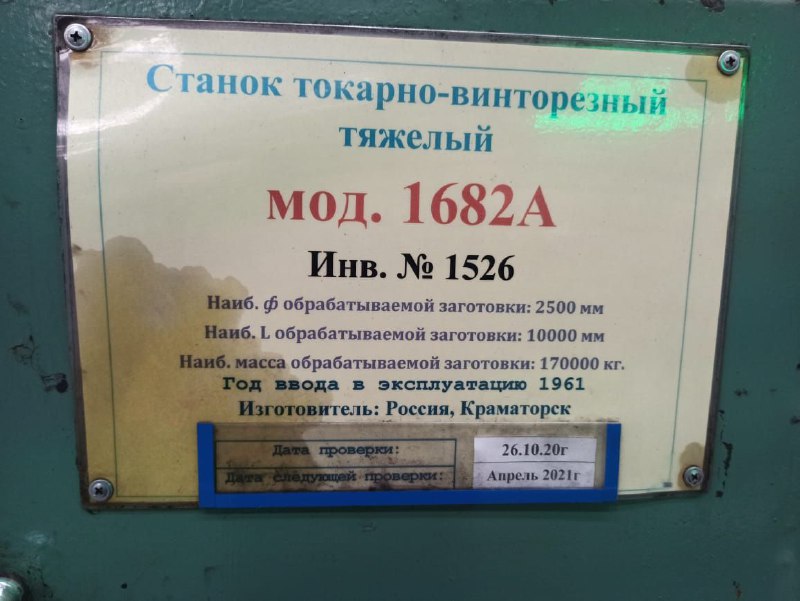 Станок токарно-винторезный
тяжелый
мод. 1682А
Инв. № 1526
Наиб. ф обрабатываемой заготовки: 2500 мм
Наиб. L обрабатываемой заготовки: 10000 мм
Наиб. масса обрабатываемой заготовки: 170000 кг.
Год ввода в эксплуатацию 1961
Изготовитель: Россия, Краматорск
Дата проверки: 26.10.20г
Дата следующей проверки: Апрель 2021г